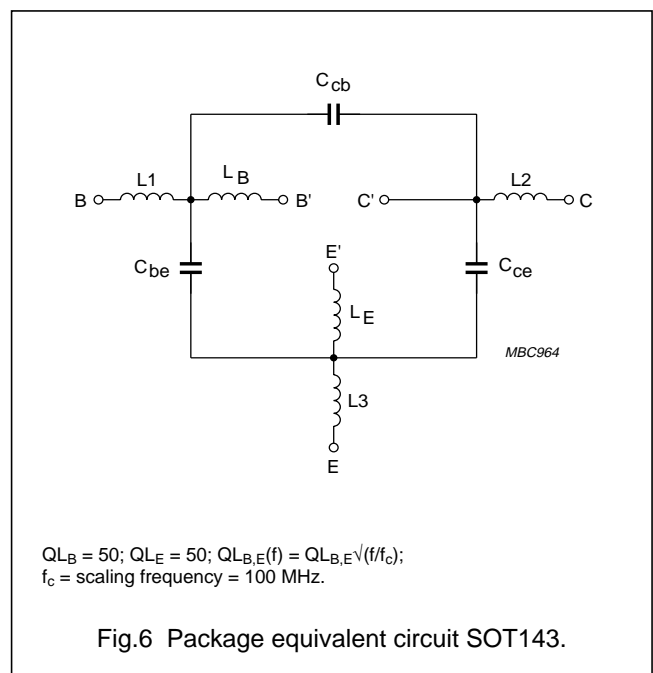 C_cb
L1
L_B
L2
B
B'
C'
C
C_be
E'
C_ce
L_E
MBC964
L3
E
QL_B = 50; QL_E = 50; QL_B,E(f) = QL_B,E√(f/f_c);
f_c = scaling frequency = 100 MHz.
Fig.6 Package equivalent circuit SOT143.